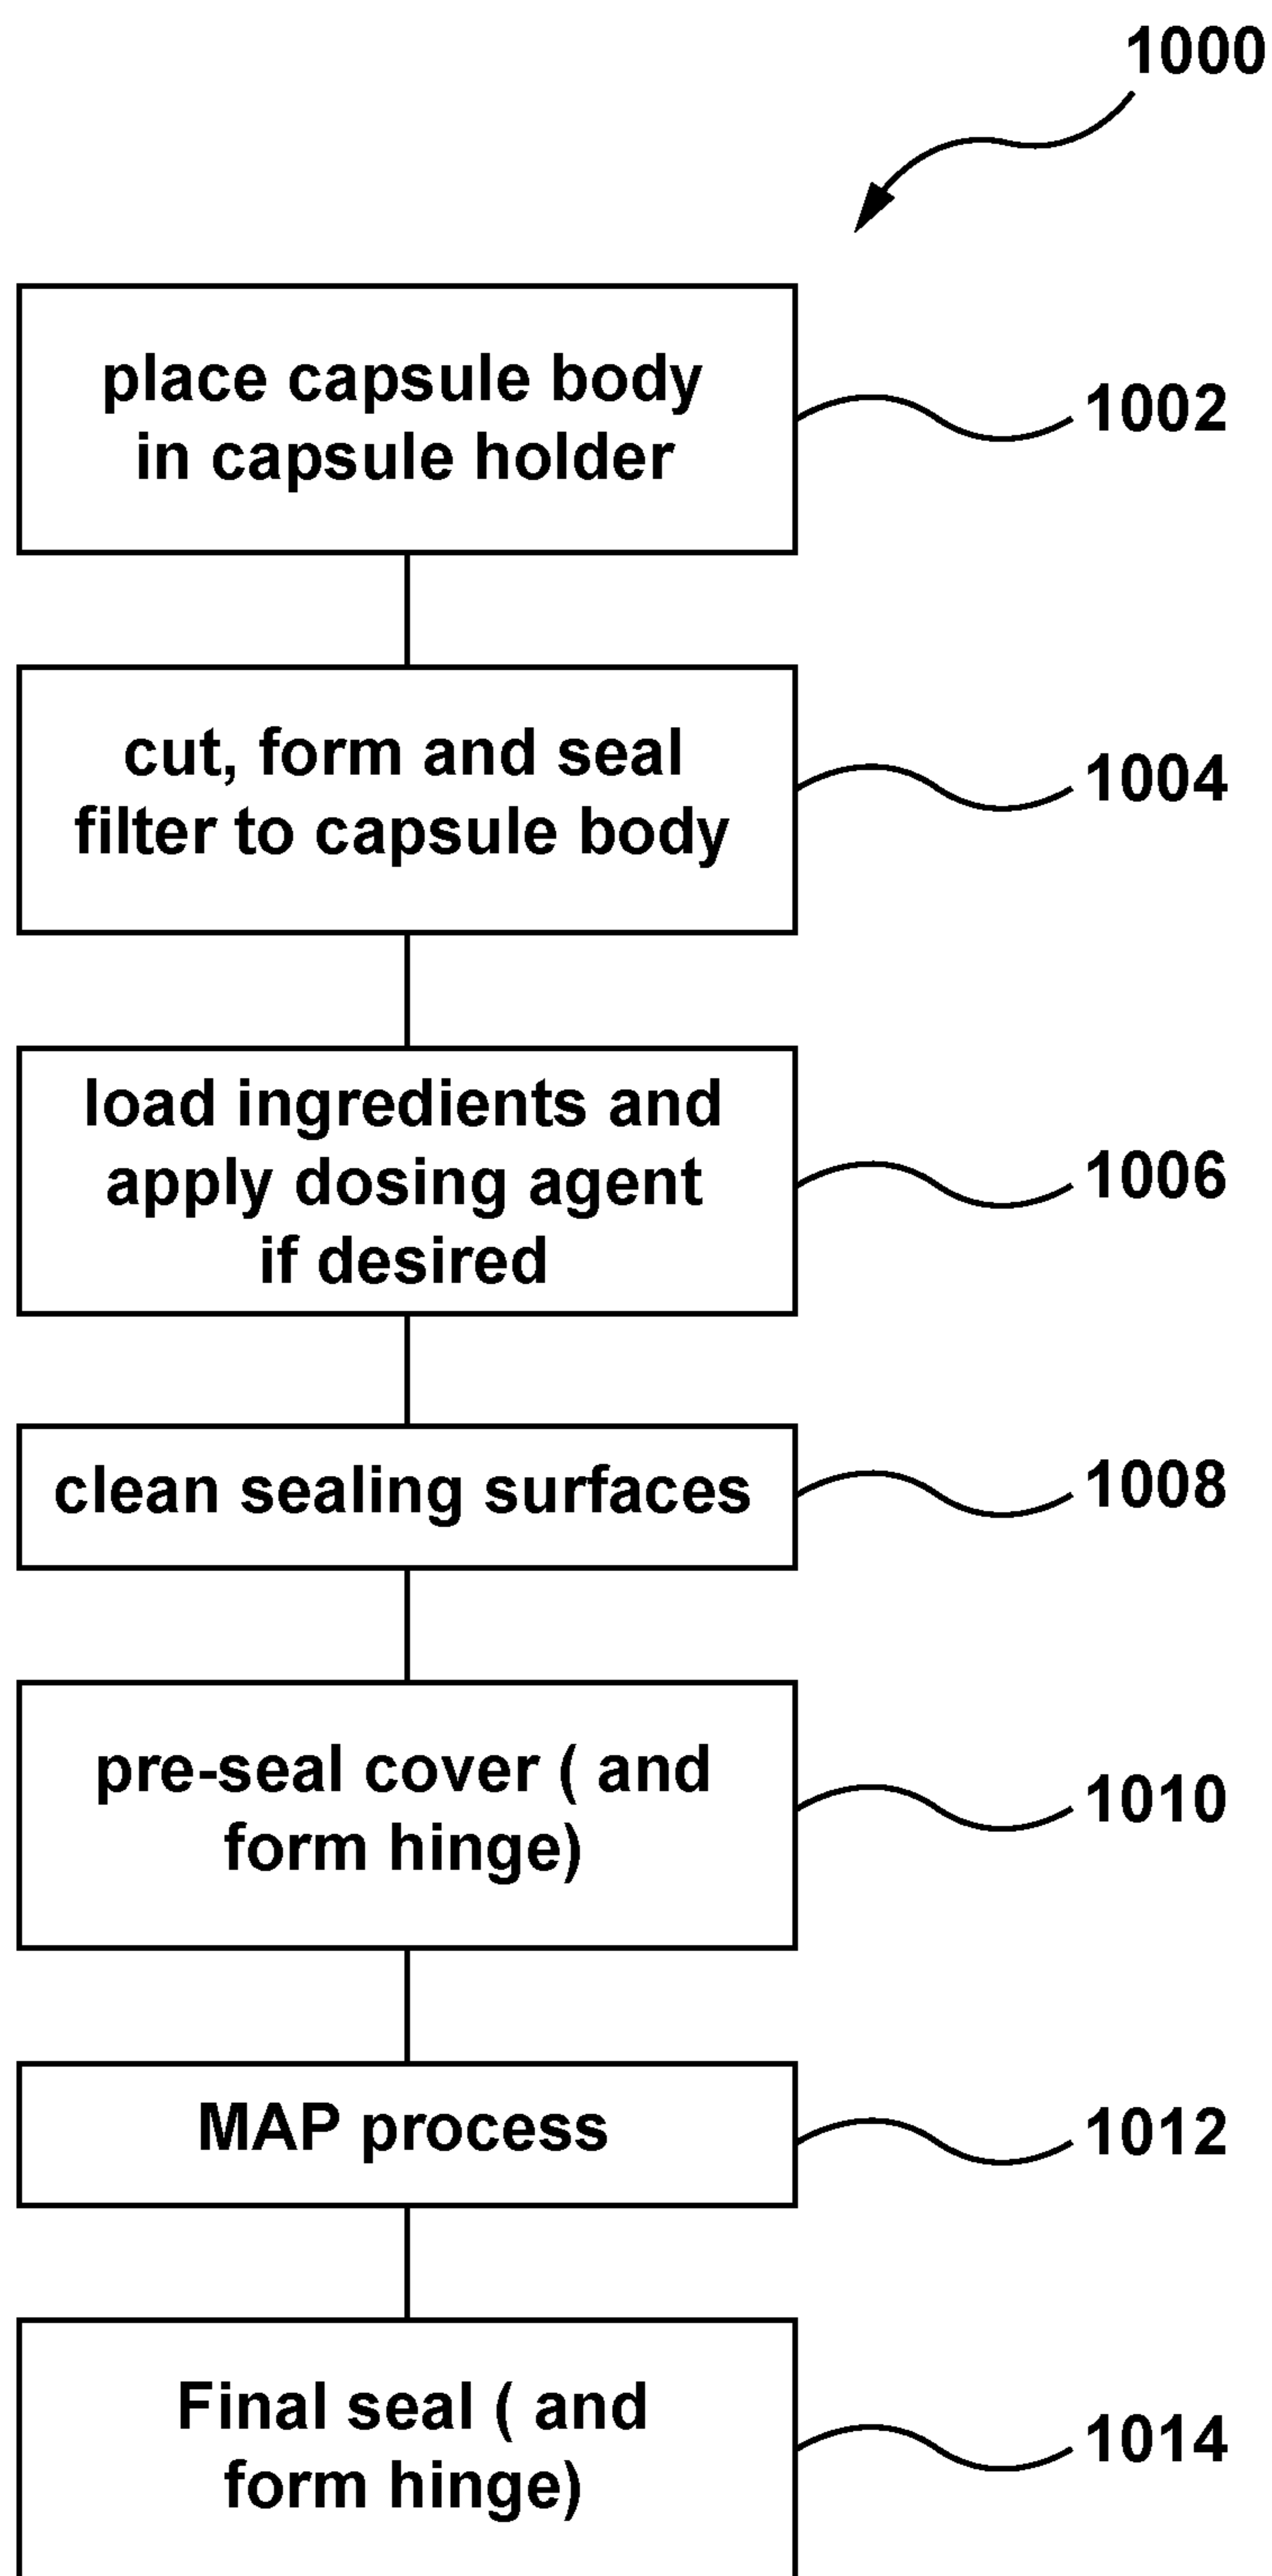 1000
place capsule body
in capsule holder
1002
cut, form and seal
filter to capsule body
1004
load ingredients and
apply dosing agent
if desired
1006
clean sealing surfaces
1008
pre-seal cover ( and
form hinge)
1010
MAP process
1012
Final seal ( and
form hinge)
1014